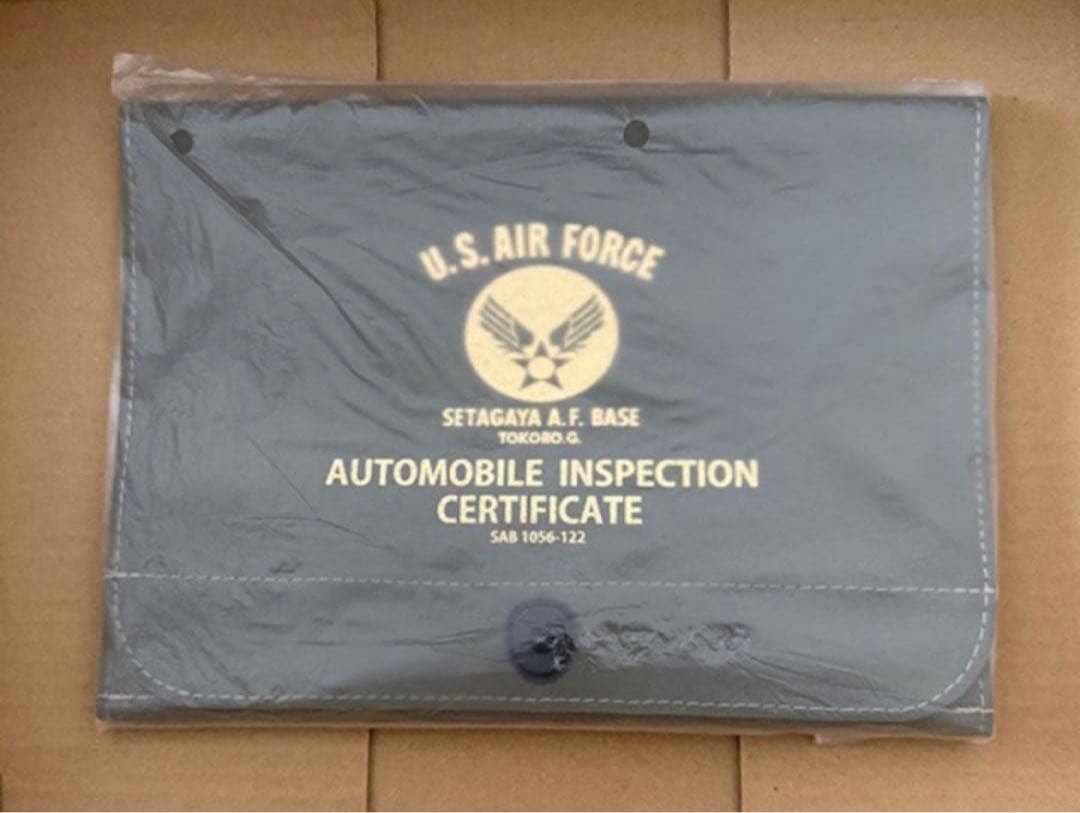 U.S. AIR FORCE
SETAGAYA A.F. BASE
TOKORO.G.
AUTOMOBILE INSPECTION
CERTIFICATE
SAB 1056-122